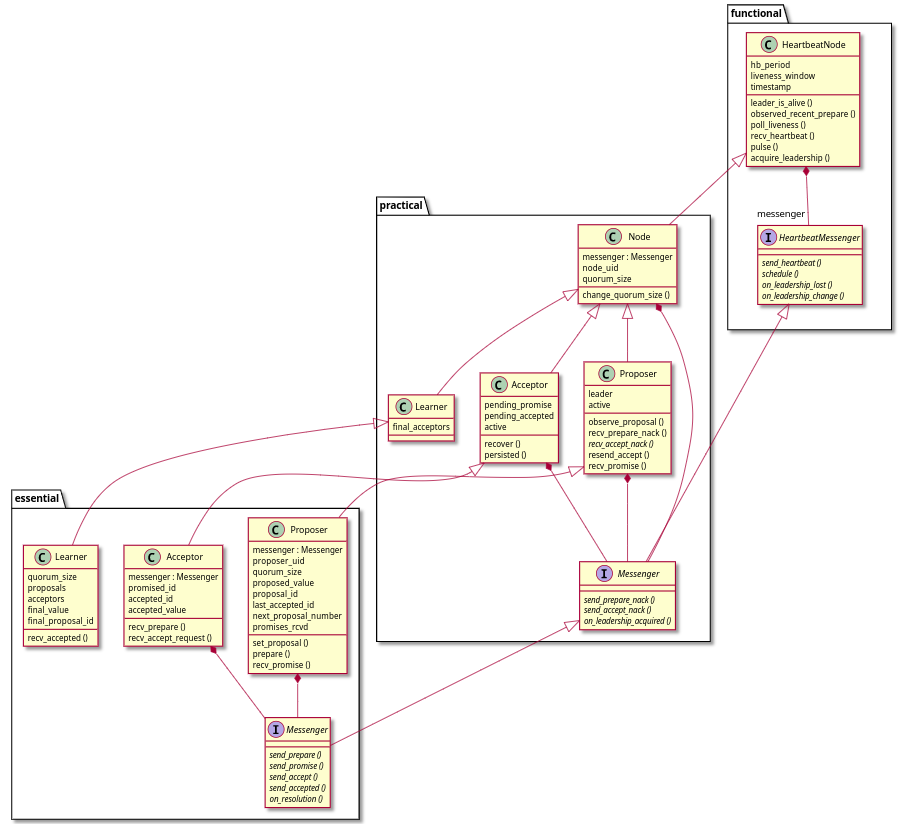 functional
C HeartbeatNode
hb_period
liveness_window
timestamp
leader_is_alive ()
observed_recent_prepare ()
poll_liveness ()
recv_heartbeat ()
pulse ()
acquire_leadership ()
messenger
I HeartbeatMessenger
send_heartbeat ()
schedule ()
on_leadership_lost ()
on_leadership_change ()
practical
C Node
messenger : Messenger
node_uid
quorum_size
change_quorum_size ()
C Learner
final_acceptors
C Acceptor
pending_promise
pending_accepted
active
recover ()
persisted ()
C Proposer
leader
active
observe_proposal ()
recv_prepare_nack ()
recv_accept_nack ()
resend_accept ()
recv_promise ()
I Messenger
send_prepare_nack ()
send_accept_nack ()
on_leadership_acquired ()
essential
C Learner
quorum_size
proposals
acceptors
final_value
final_proposal_id
recv_accepted ()
C Acceptor
messenger : Messenger
promised_id
accepted_id
accepted_value
recv_prepare ()
recv_accept_request ()
C Proposer
messenger : Messenger
proposer_uid
quorum_size
proposed_value
proposal_id
last_accepted_id
next_proposal_number
promises_rcvd
set_proposal ()
prepare ()
recv_promise ()
I Messenger
send_prepare ()
send_promise ()
send_accept ()
send_accepted ()
on_resolution ()